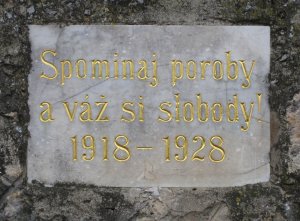 Spominaj poroby
a váž si slobody!
1918 – 1928